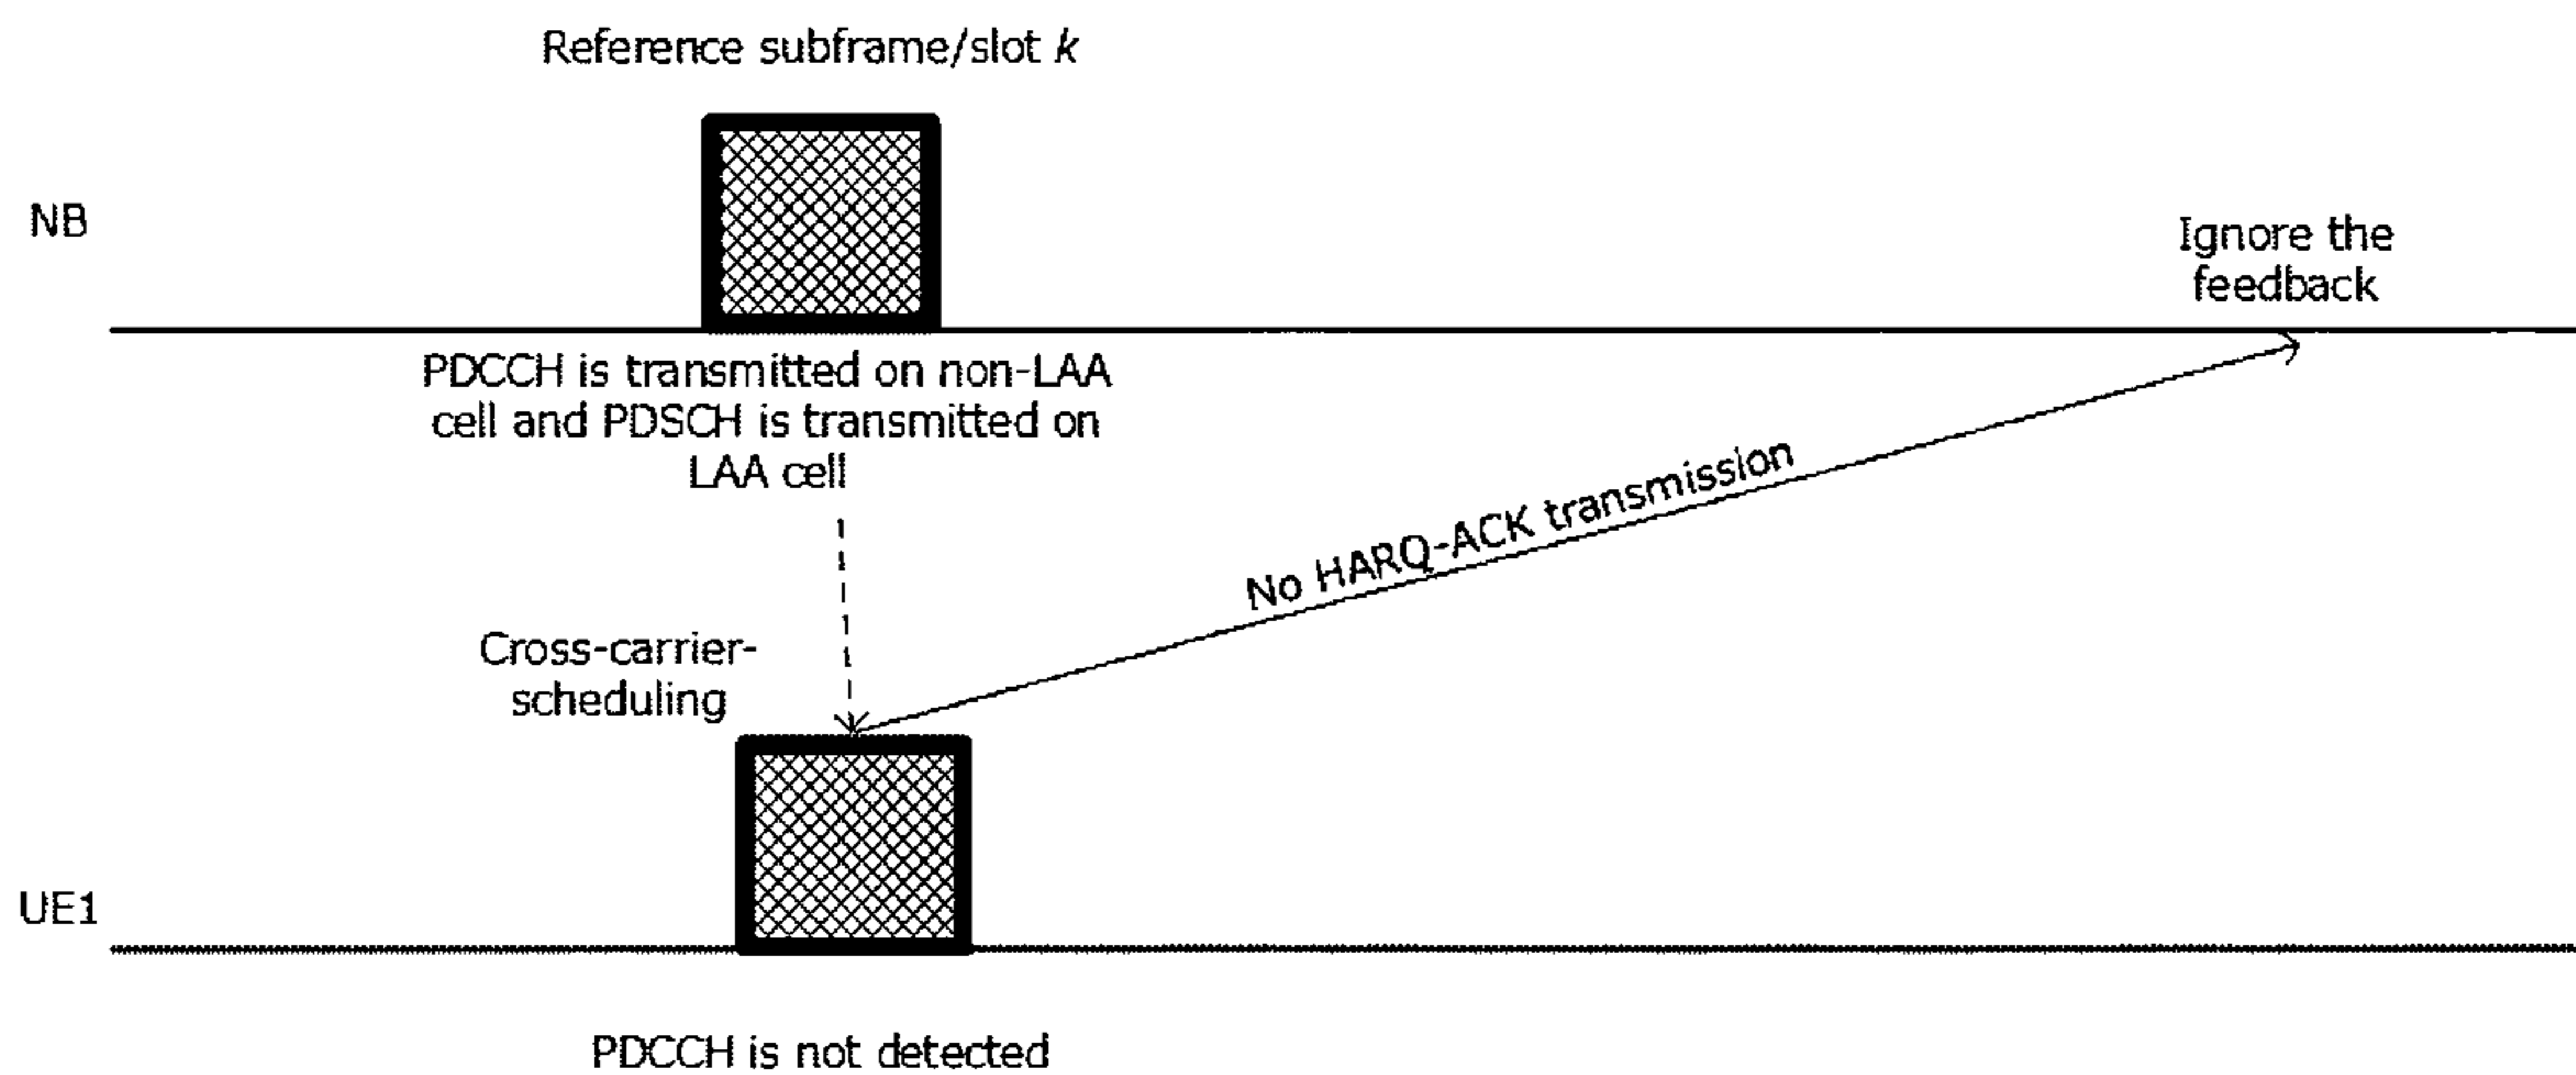 Reference subframe/slot k
NB
Ignore the
feedback
PDCCH is transmitted on non-LAA
cell and PDSCH is transmitted on
LAA cell
No HARQ-ACK transmission
Cross-carrier-
scheduling
UE1
PDCCH is not detected